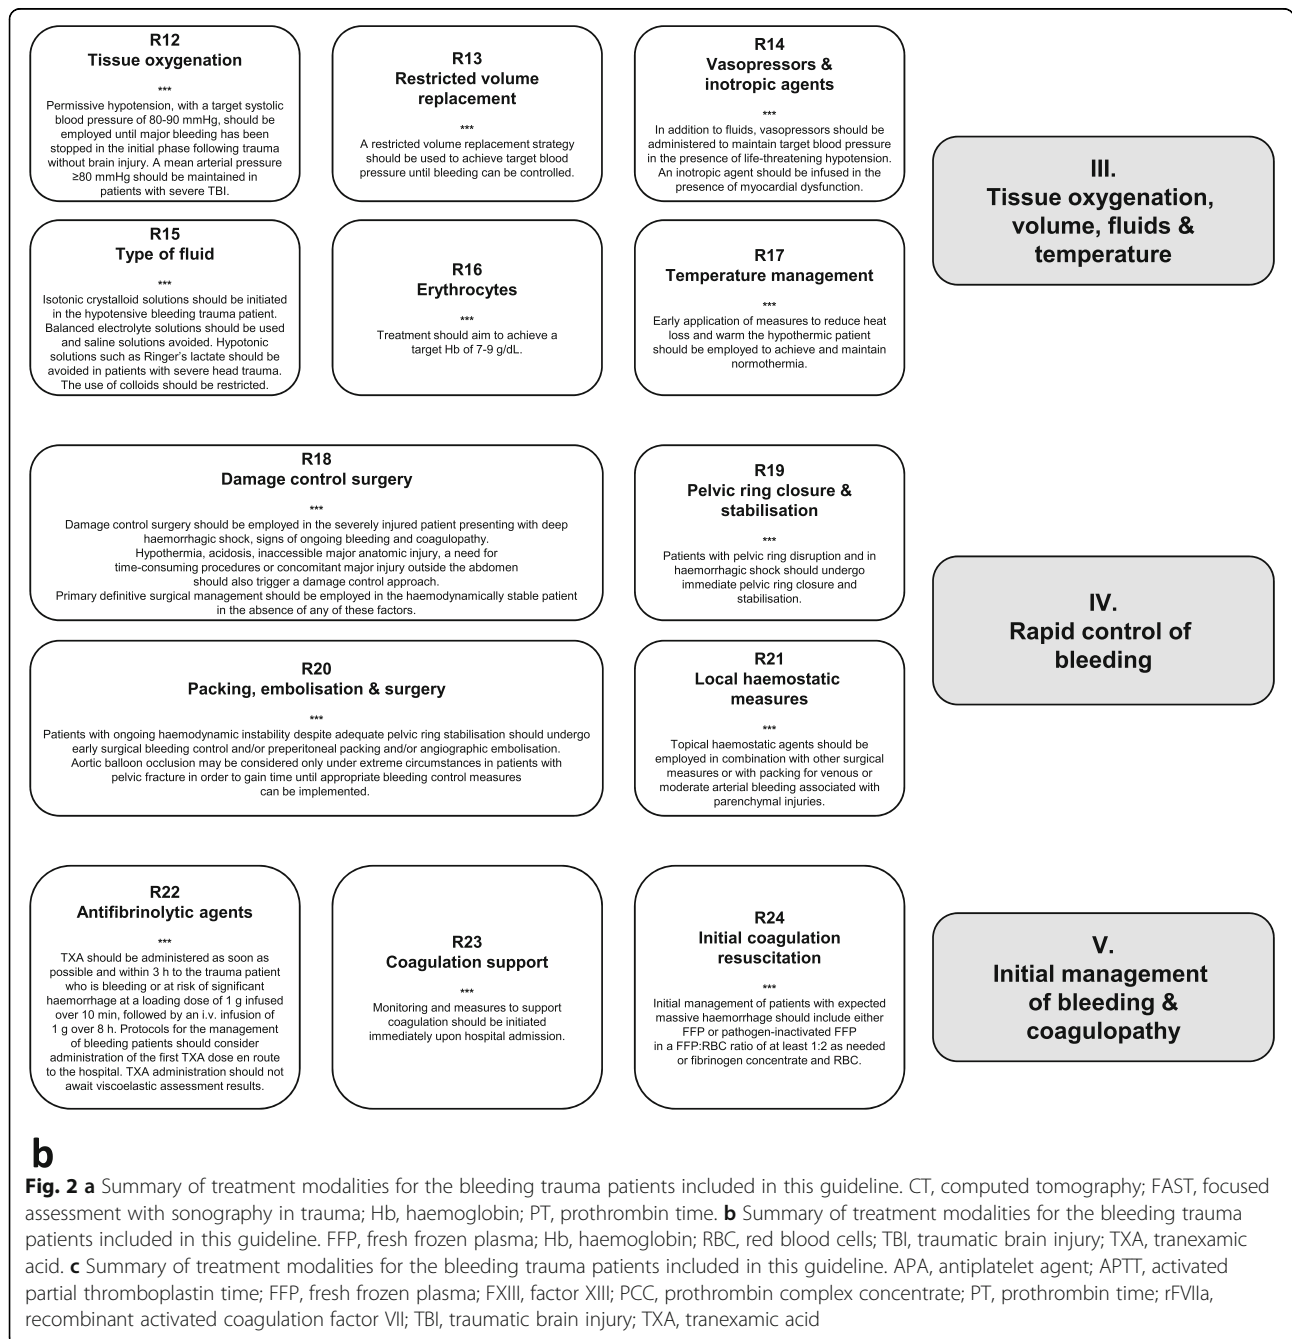 R12
Tissue oxygenation
***
Permissive hypotension, with a target systolic
blood pressure of 80-90 mmHg, should be
employed until major bleeding has been
stopped in the initial phase following trauma
without brain injury. A mean arterial pressure
≥80 mmHg should be maintained in
patients with severe TBI.
R13
Restricted volume
replacement
***
A restricted volume replacement strategy
should be used to achieve target blood
pressure until bleeding can be controlled.
R14
Vasopressors &
inotropic agents
***
In addition to fluids, vasopressors should be
administered to maintain target blood pressure
in the presence of life-threatening hypotension.
An inotropic agent should be infused in the
presence of myocardial dysfunction.
III.
Tissue oxygenation,
volume, fluids &
temperature
R15
Type of fluid
***
Isotonic crystalloid solutions should be initiated
in the hypotensive bleeding trauma patient.
Balanced electrolyte solutions should be used
and saline solutions avoided. Hypotonic
solutions such as Ringer's lactate should be
avoided in patients with severe head trauma.
The use of colloids should be restricted.
R16
Erythrocytes
***
Treatment should aim to achieve a
target Hb of 7-9 g/dL.
R17
Temperature management
***
Early application of measures to reduce heat
loss and warm the hypothermic patient
should be employed to achieve and maintain
normothermia.
R18
Damage control surgery
***
Damage control surgery should be employed in the severely injured patient presenting with deep
haemorrhagic shock, signs of ongoing bleeding and coagulopathy.
Hypothermia, acidosis, inaccessible major anatomic injury, a need for
time-consuming procedures or concomitant major injury outside the abdomen
should also trigger a damage control approach.
Primary definitive surgical management should be employed in the haemodynamically stable patient
in the absence of any of these factors.
R19
Pelvic ring closure &
stabilisation
***
Patients with pelvic ring disruption and in
haemorrhagic shock should undergo
immediate pelvic ring closure and
stabilisation.
IV.
Rapid control of
bleeding
R20
Packing, embolisation & surgery
***
Patients with ongoing haemodynamic instability despite adequate pelvic ring stabilisation should undergo
early surgical bleeding control and/or preperitoneal packing and/or angiographic embolisation.
Aortic balloon occlusion may be considered only under extreme circumstances in patients with
pelvic fracture in order to gain time until appropriate bleeding control measures
can be implemented.
R21
Local haemostatic
measures
***
Topical haemostatic agents should be
employed in combination with other surgical
measures or with packing for venous or
moderate arterial bleeding associated with
parenchymal injuries.
R22
Antifibrinolytic agents
***
TXA should be administered as soon as
possible and within 3 h to the trauma patient
who is bleeding or at risk of significant
haemorrhage at a loading dose of 1 g infused
over 10 min, followed by an i.v. infusion of
1 g over 8 h. Protocols for the management
of bleeding patients should consider
administration of the first TXA dose en route
to the hospital. TXA administration should not
await viscoelastic assessment results.
R23
Coagulation support
***
Monitoring and measures to support
coagulation should be initiated
immediately upon hospital admission.
R24
Initial coagulation
resuscitation
***
Initial management of patients with expected
massive haemorrhage should include either
FFP or pathogen-inactivated FFP
in a FFP:RBC ratio of at least 1:2 as needed
or fibrinogen concentrate and RBC.
V.
Initial management
of bleeding &
coagulopathy
b
Fig. 2 a Summary of treatment modalities for the bleeding trauma patients included in this guideline. CT, computed tomography; FAST, focused
assessment with sonography in trauma; Hb, haemoglobin; PT, prothrombin time. b Summary of treatment modalities for the bleeding trauma
patients included in this guideline. FFP, fresh frozen plasma; Hb, haemoglobin; RBC, red blood cells; TBI, traumatic brain injury; TXA, tranexamic
acid. c Summary of treatment modalities for the bleeding trauma patients included in this guideline. APA, antiplatelet agent; APTT, activated
partial thromboplastin time; FFP, fresh frozen plasma; FXIII, factor XIII; PCC, prothrombin complex concentrate; PT, prothrombin time; rFVIIa,
recombinant activated coagulation factor VII; TBI, traumatic brain injury; TXA, tranexamic acid